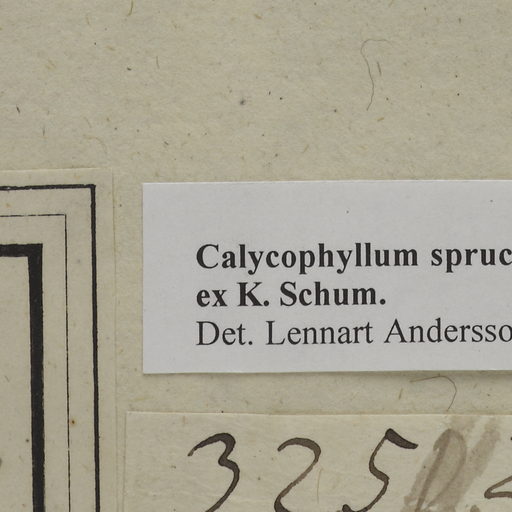 Calycophyllum spruc
ex K. Schum.
Det. Lennart Andersso
325